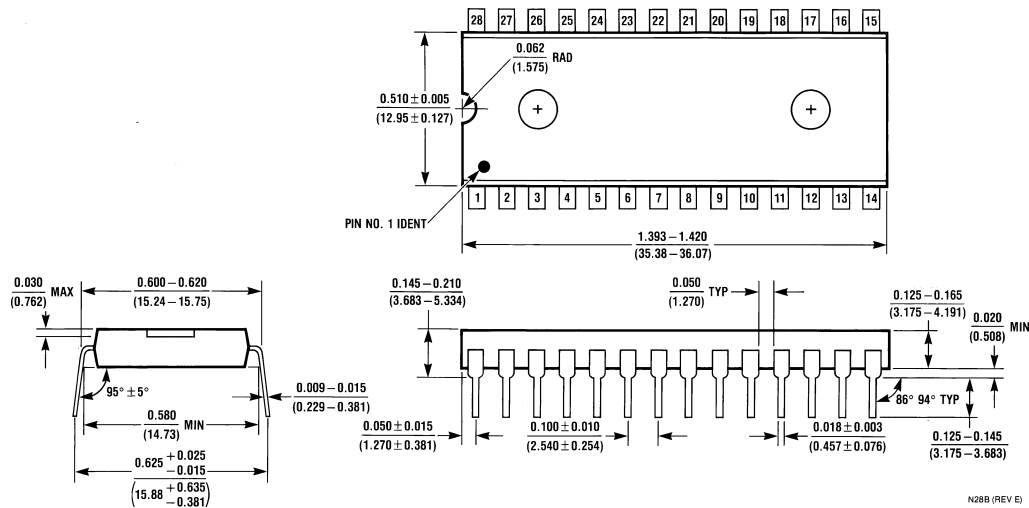 28 27 26 25 24 23 22 21 20 19 18 17 16 15
0.062
(1.575)
RAD
0.510 ± 0.005
(12.95 ± 0.127)
PIN NO. 1 IDENT
1 2 3 4 5 6 7 8 9 10 11 12 13 14
1.393 – 1.420
(35.38 – 36.07)
0.030
(0.762)
MAX
0.600 – 0.620
(15.24 – 15.75)
95° ± 5°
0.009 – 0.015
(0.229 – 0.381)
0.580
(14.73)
MIN
0.625 +0.025
−0.015
(15.88 +0.635
−0.381)
0.145 – 0.210
(3.683 – 5.334)
0.050
(1.270)
TYP
0.125 – 0.165
(3.175 – 4.191)
0.020
(0.508)
MIN
86° 94° TYP
0.050 ± 0.015
(1.270 ± 0.381)
0.100 ± 0.010
(2.540 ± 0.254)
0.018 ± 0.003
(0.457 ± 0.076)
0.125 – 0.145
(3.175 – 3.683)
N28B (REV E)